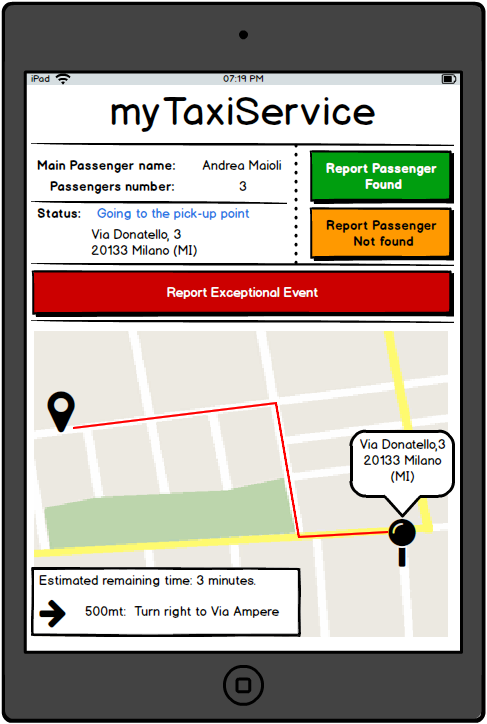 iPad 07:19 PM
myTaxiService
Main Passenger name: Andrea Maioli
Passengers number: 3
Status: Going to the pick-up point
Via Donatello, 3
20133 Milano (MI)
Report Passenger
Found
Report Passenger
Not found
Report Exceptional Event
Via Donatello,3
20133 Milano
(MI)
Estimated remaining time: 3 minutes.
500mt: Turn right to Via Ampere